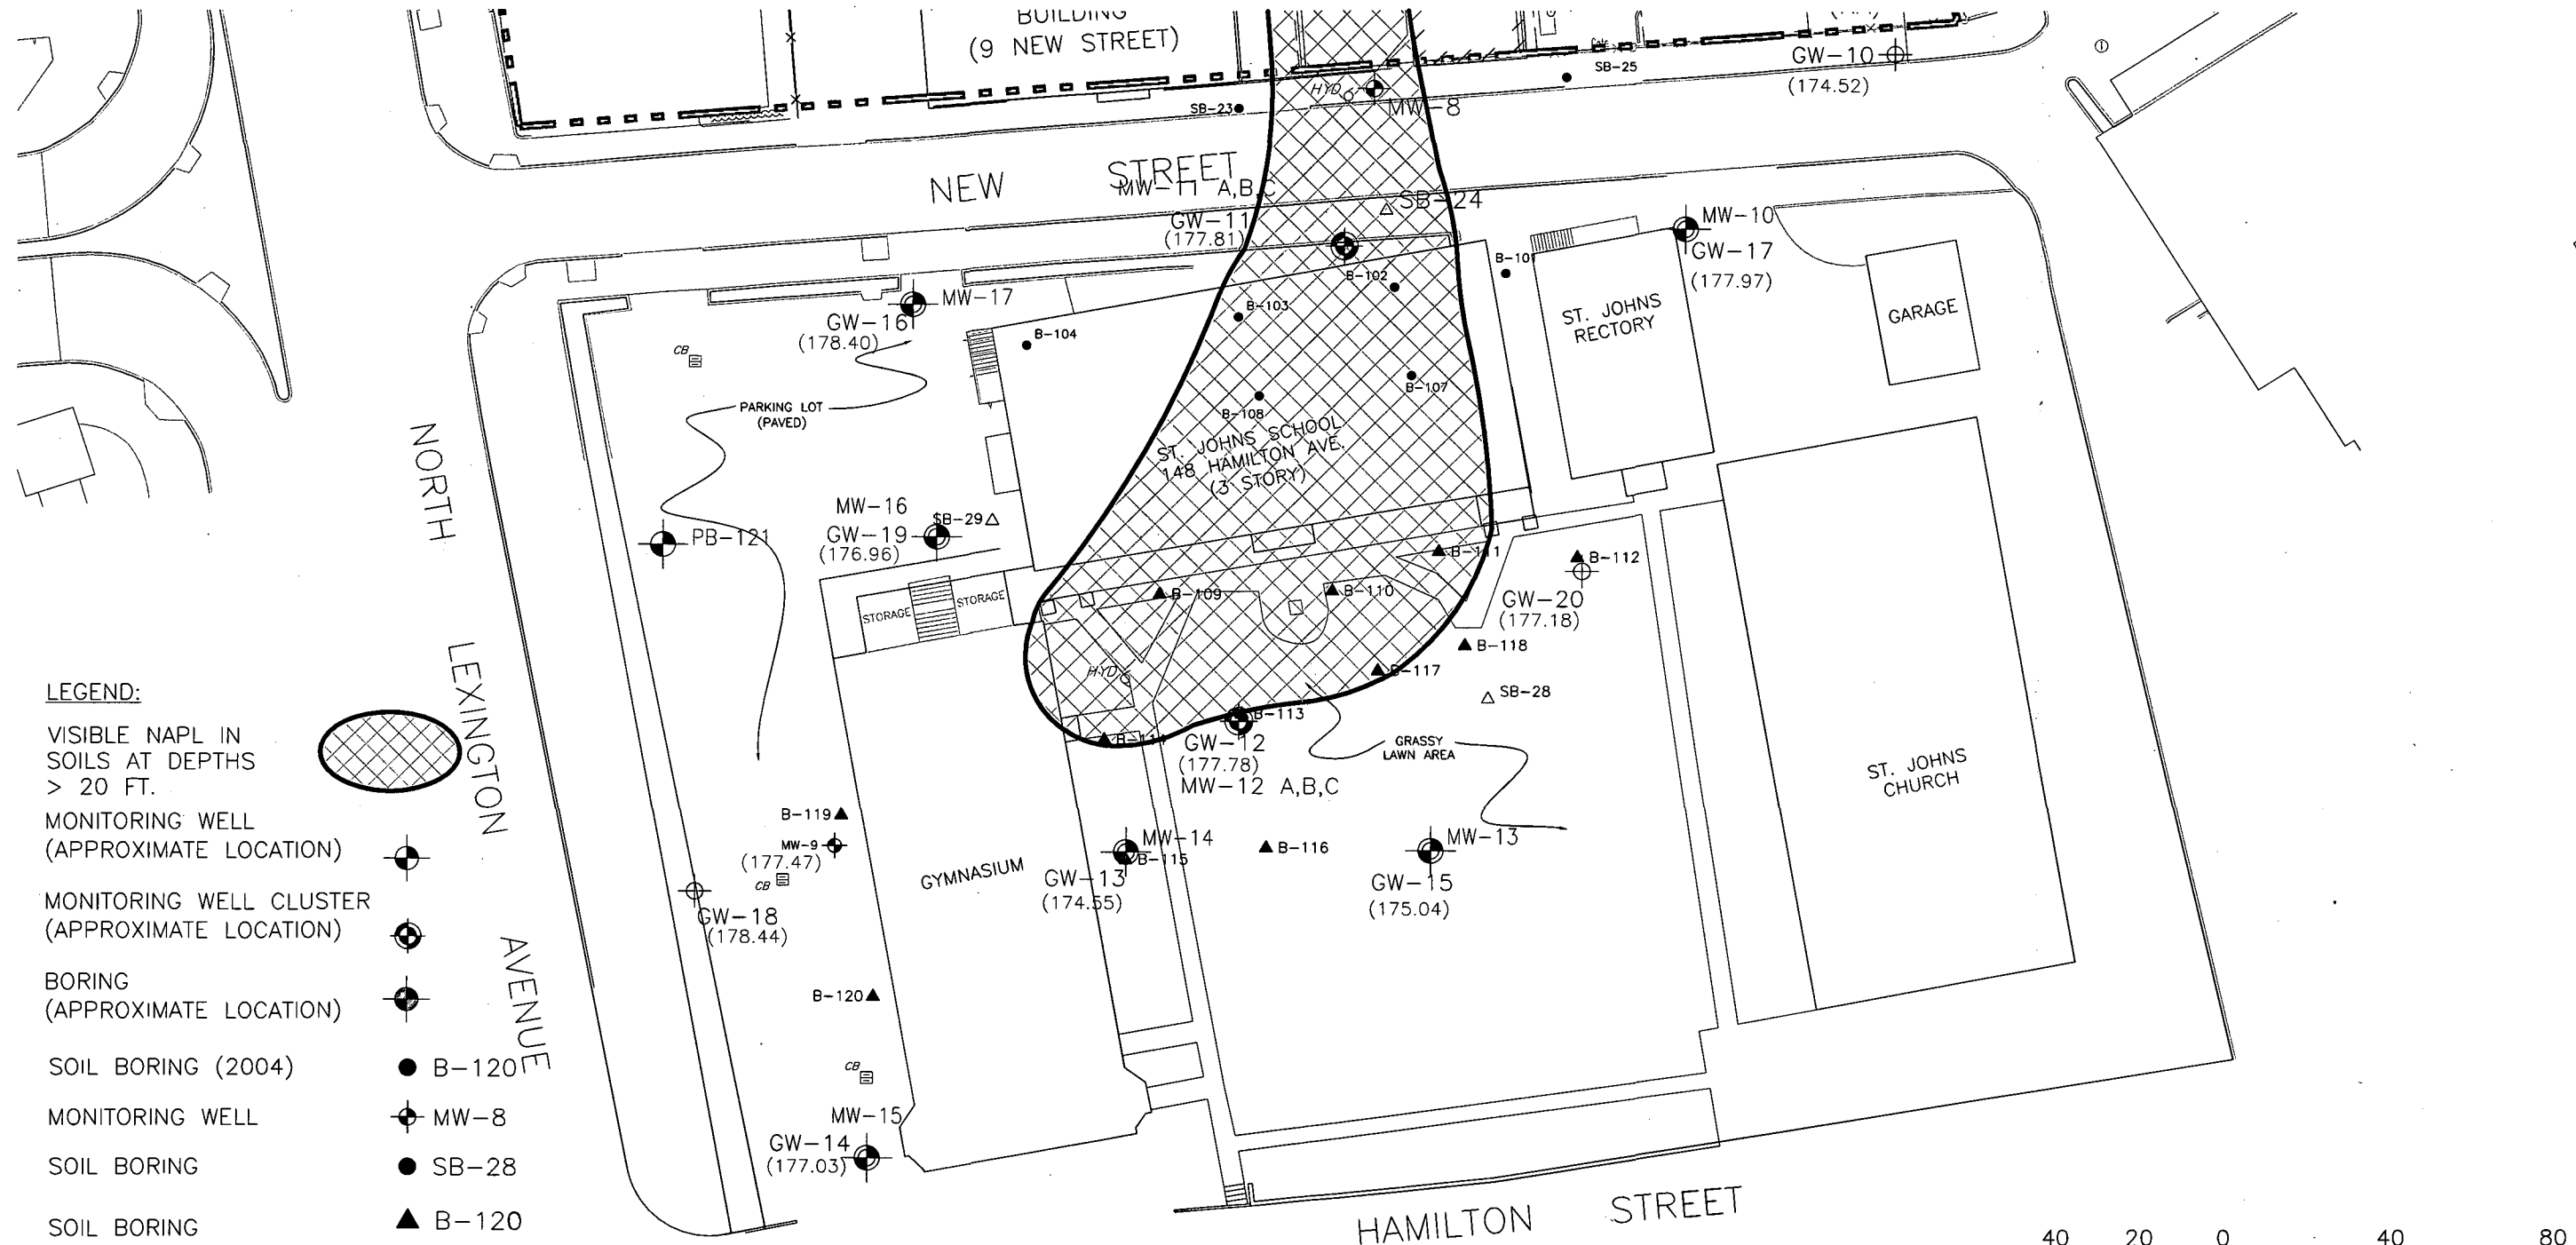 BUILDING
(9 NEW STREET)
SB-25
GW-10
(174.52)
SB-23
HYD
MW-8
NEW STREET
MW-11 A,B,C
SB-24
GW-11
(177.81)
MW-10
GW-17
(177.97)
B-102
B-10
B-103
MW-17
GW-16
(178.40)
B-104
ST. JOHNS
RECTORY
GARAGE
CB
B-107
B-108
PARKING LOT
(PAVED)
ST. JOHNS SCHOOL
148 HAMILTON AVE.
(3 STORY)
NORTH LEXINGTON AVENUE
MW-16
SB-29
GW-19
(176.96)
PB-121
B-111
B-112
GW-20
(177.18)
B-109
B-110
STORAGE
STORAGE
B-118
B-117
HYD
SB-28
B-113
GW-12
(177.78)
MW-12 A,B,C
GRASSY
LAWN AREA
ST. JOHNS
CHURCH
B-119
MW-9
(177.47)
CB
GW-18
(178.44)
GYMNASIUM
MW-14
B-115
GW-13
(174.55)
B-116
MW-13
GW-15
(175.04)
B-120
CB
MW-15
GW-14
(177.03)
HAMILTON STREET
LEGEND:
VISIBLE NAPL IN
SOILS AT DEPTHS
> 20 FT.
MONITORING WELL
(APPROXIMATE LOCATION)
MONITORING WELL CLUSTER
(APPROXIMATE LOCATION)
BORING
(APPROXIMATE LOCATION)
SOIL BORING (2004) B-120
MONITORING WELL MW-8
SOIL BORING SB-28
SOIL BORING B-120
40 20 0 40 80